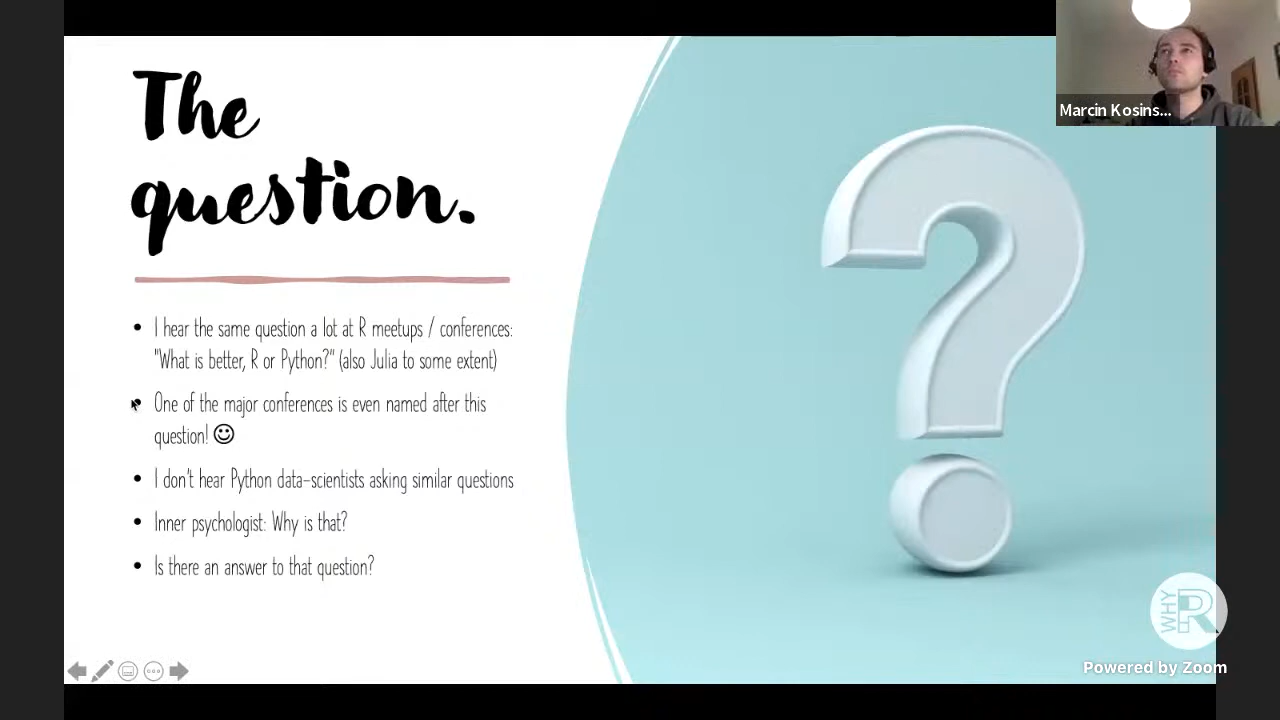 The
question.
• I hear the same question a lot at R meetups / conferences:
"What is better, R or Python?" (also Julia to some extent)
• One of the major conferences is even named after this
question! ☺
• I don't hear Python data-scientists asking similar questions
• Inner psychologist: Why is that?
• Is there an answer to that question?
Marcin Kosins...
WHY R
Powered by Zoom